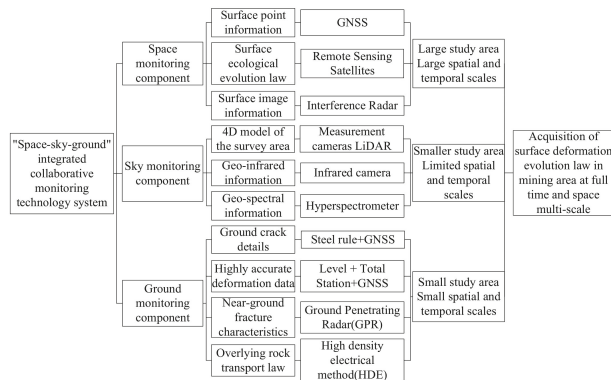 "Space-sky-ground"
integrated
collaborative
monitoring
technology system
Space
monitoring
component
Surface point
information
GNSS
Surface
ecological
evolution law
Remote Sensing
Satellites
Surface image
information
Interference Radar
Large study area
Large spatial and
temporal scales
Sky monitoring
component
4D model of
the survey area
Measurement
cameras LiDAR
Geo-infrared
information
Infrared camera
Geo-spectral
information
Hyperspectrometer
Smaller study area
Limited spatial
and temporal
scales
Ground
monitoring
component
Ground crack
details
Steel rule+GNSS
Highly accurate
deformation data
Level + Total
Station+GNSS
Near-ground
fracture
characteristics
Ground Penetrating
Radar(GPR)
Overlying rock
transport law
High density
electrical
method(HDE)
Small study area
Small spatial and
temporal scales
Acquisition of
surface deformation
evolution law in
mining area at full
time and space
multi-scale